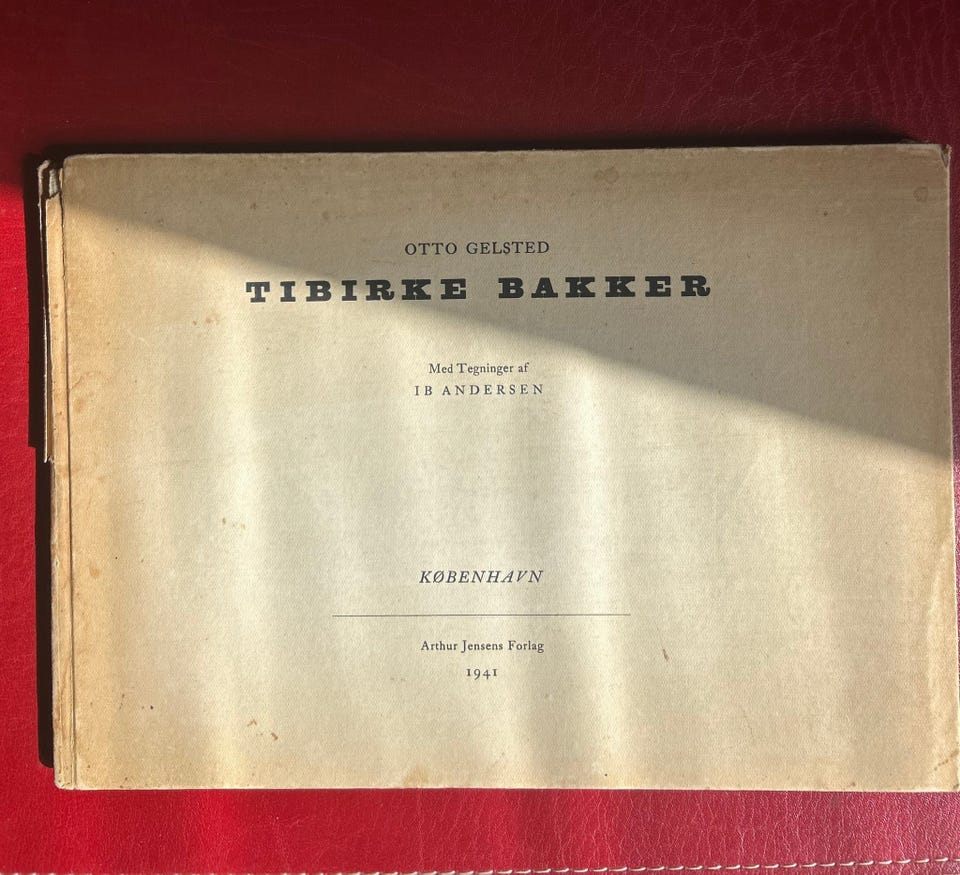 OTTO GELSTED
TIBIRKE BAKKER
Med Tegninger af
IB ANDERSEN
KØBENHAVN
Arthur Jensens Forlag
1941